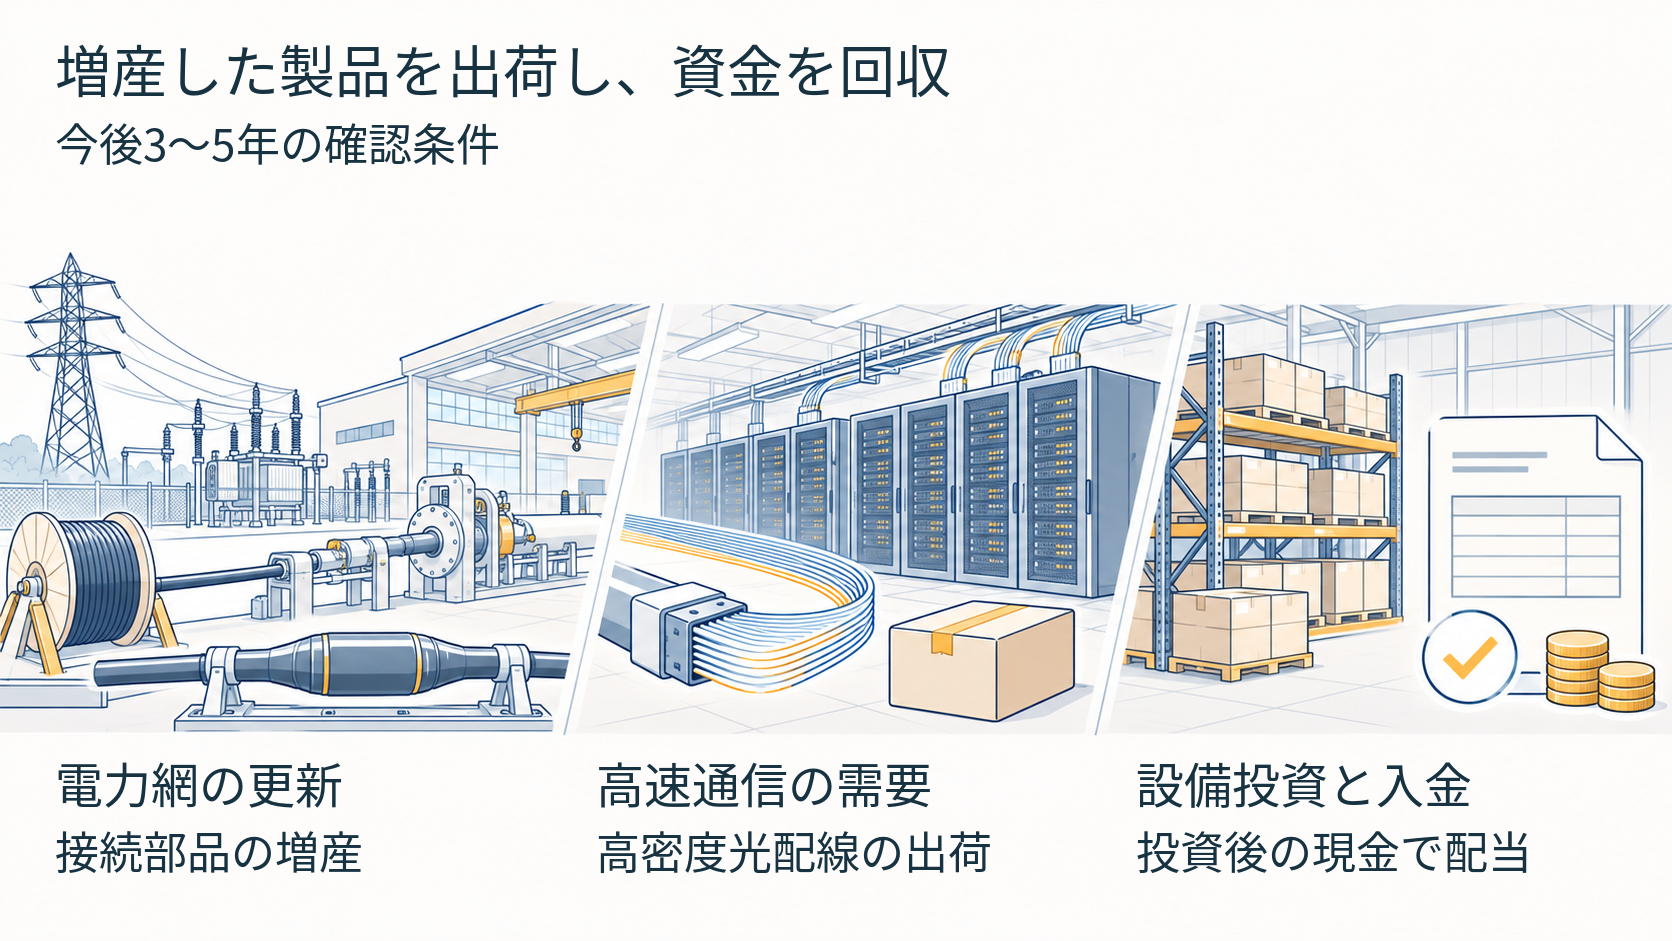 増産した製品を出荷し、資金を回収
今後3～5年の確認条件
電力網の更新
接続部品の増産
高速通信の需要
高密度光配線の出荷
設備投資と入金
投資後の現金で配当